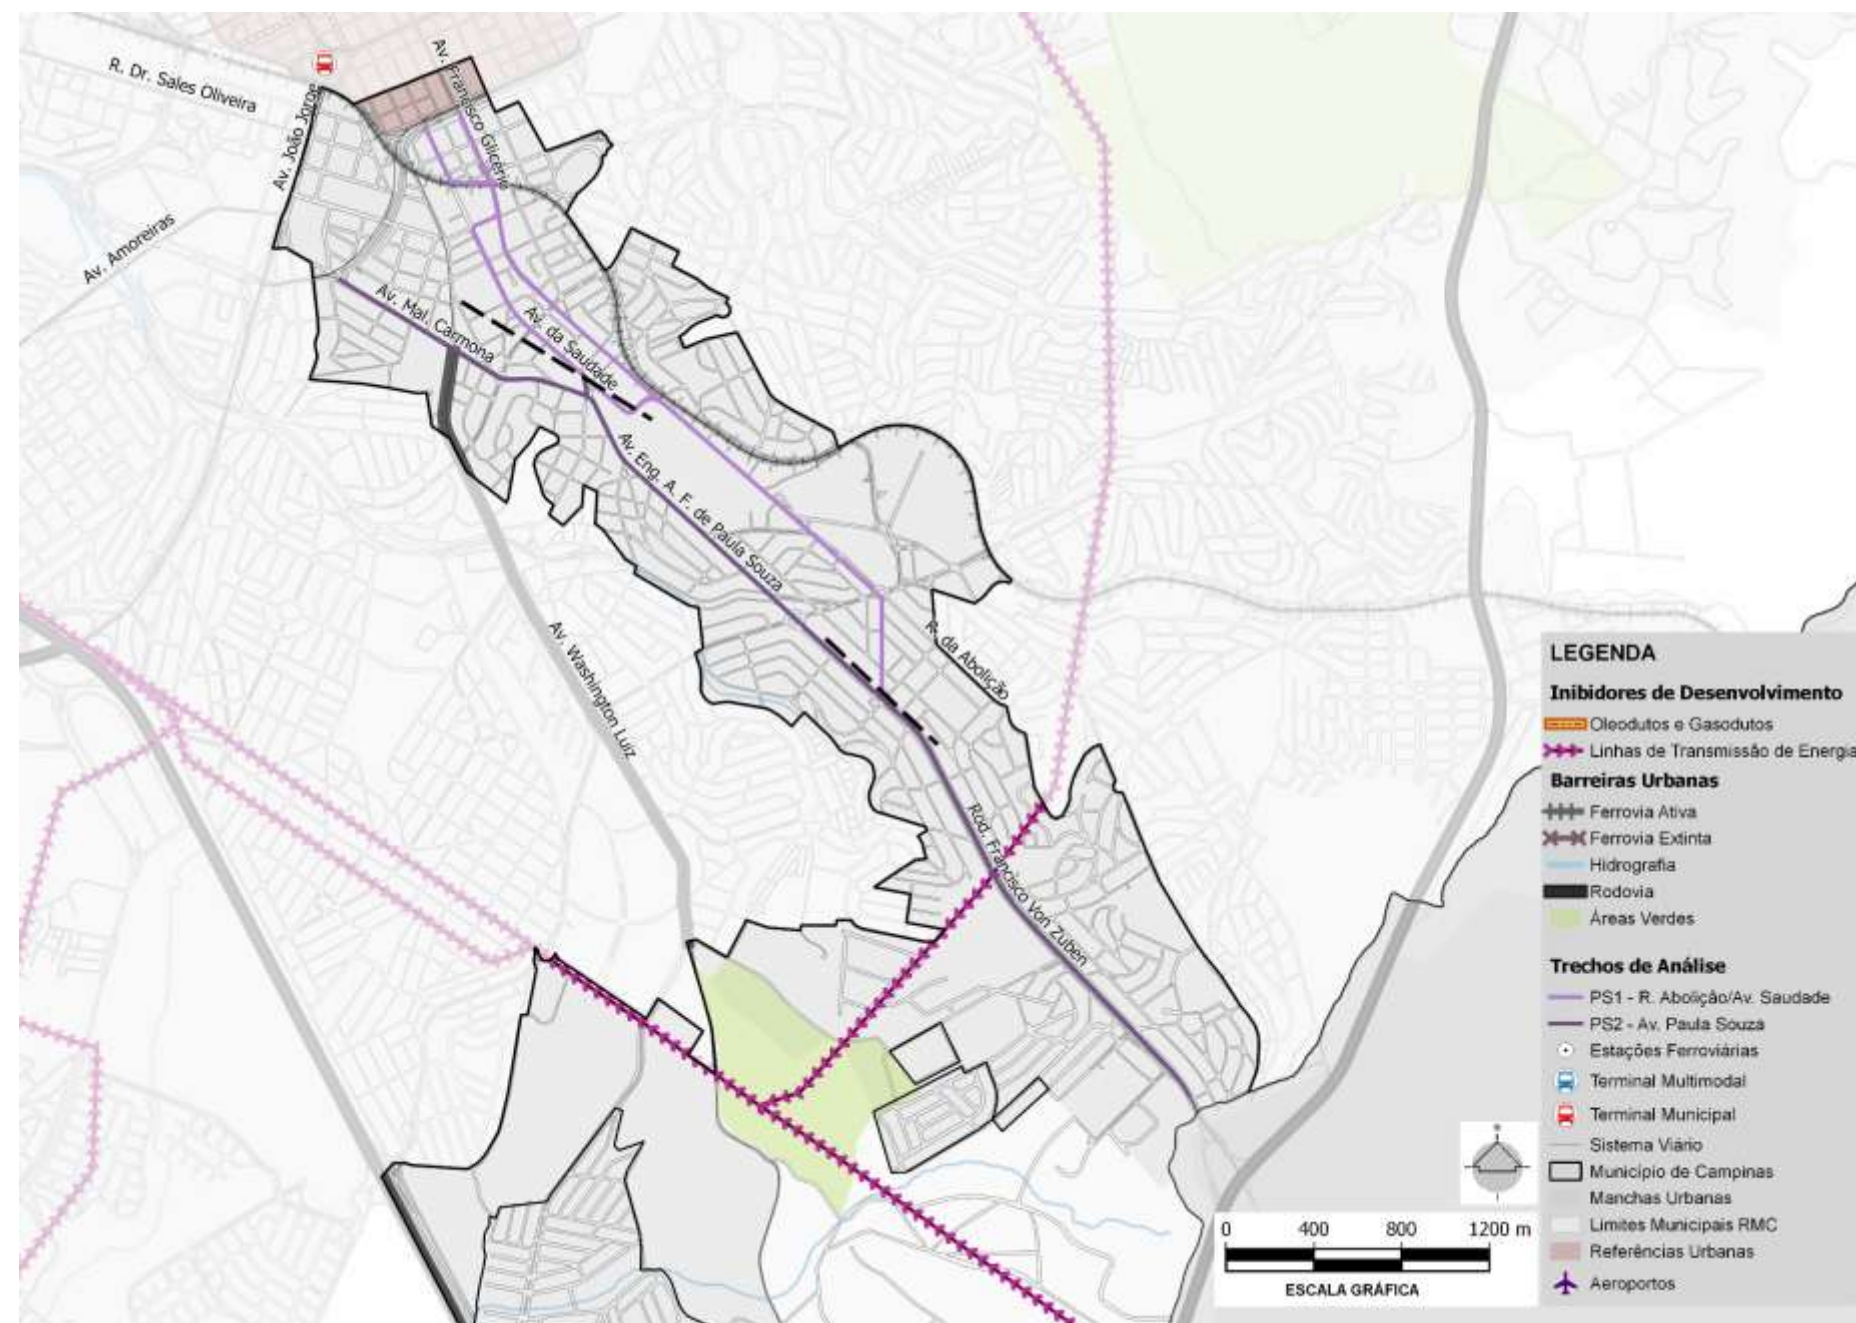 R. Dr. Sales Oliveira
Av. João Jorge
Av. Francisco Glicério
Av. Amoreiras
Av. Mal. Carmona
Av. da Saudade
Av. Eng. A. F. de Paula Souza
Av. Washington Luiz
R. da Abolição
Rod. Francisco Von Zuben
LEGENDA
Inibidores de Desenvolvimento
Oleodutos e Gasodutos
Linhas de Transmissão de Energia
Barreiras Urbanas
Ferrovia Ativa
Ferrovia Extinta
Hidrografia
Rodovia
Áreas Verdes
Trechos de Análise
PS1 - R. Abolição/Av. Saudade
PS2 - Av. Paula Souza
Estações Ferroviárias
Terminal Multimodal
Terminal Municipal
Sistema Viário
Município de Campinas
Manchas Urbanas
Limites Municipais RMC
Referências Urbanas
Aeroportos
0 400 800 1200 m
ESCALA GRÁFICA